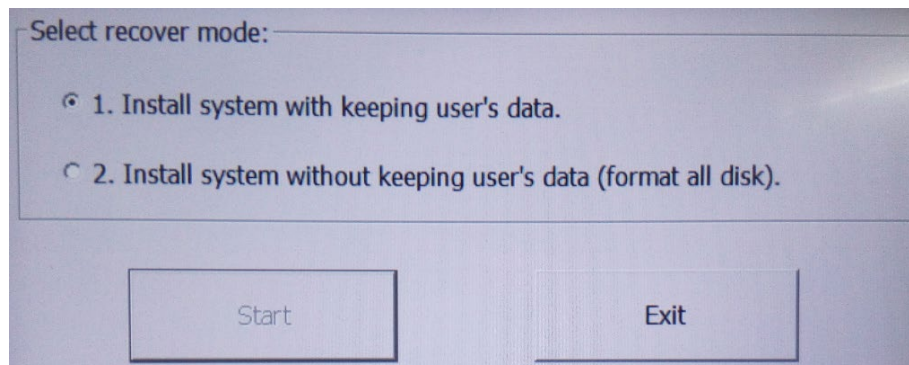 Select recover mode:
1. Install system with keeping user's data.
2. Install system without keeping user's data (format all disk).
Start
Exit